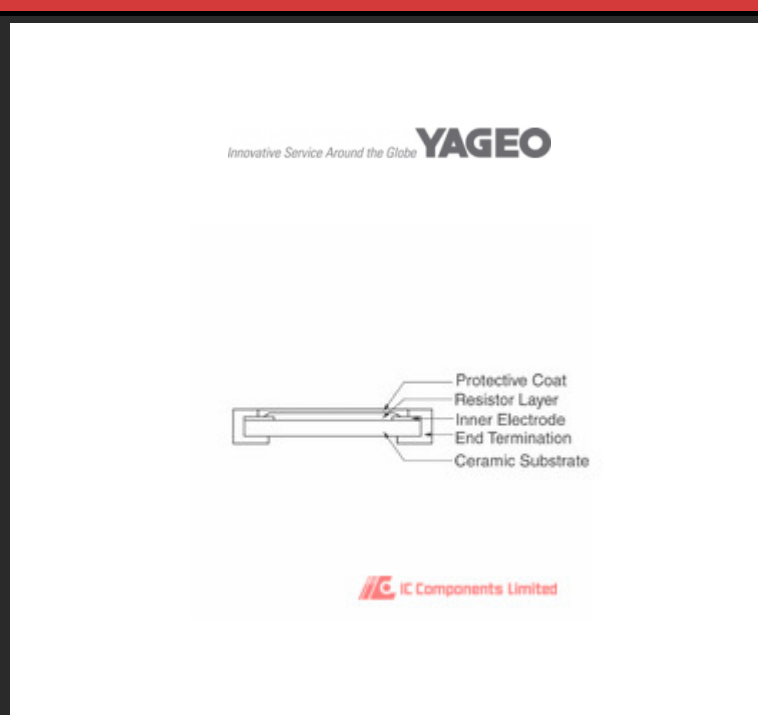 Innovative Service Around the Globe YAGEO
Protective Coat
Resistor Layer
Inner Electrode
End Termination
Ceramic Substrate
IC Components Limited